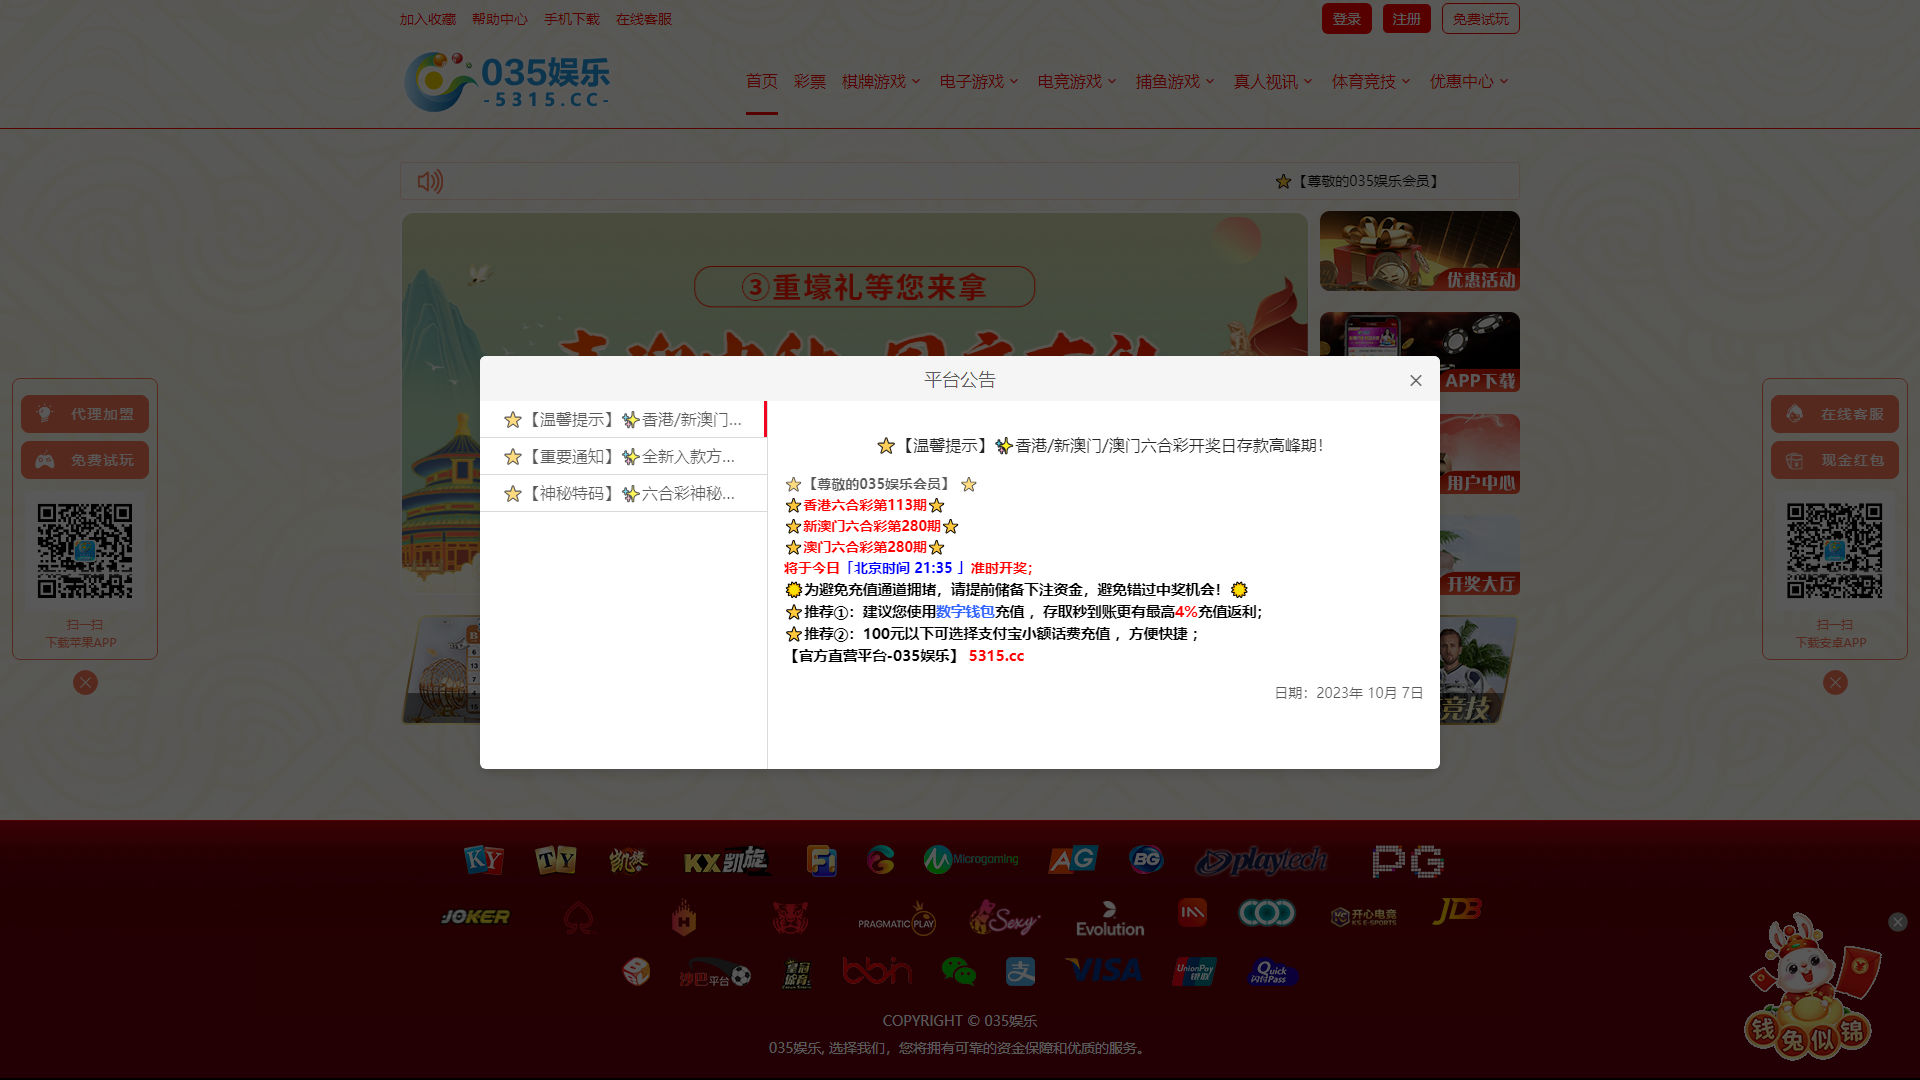 加入收藏 帮助中心 手机下载 在线客服
登录 注册 免费试玩
035娱乐
-5315.CC-
首页 彩票 棋牌游戏 电子游戏 电竞游戏 捕鱼游戏 真人视讯 体育竞技 优惠中心
⭐【尊敬的035娱乐会员】
③重壕礼等您来拿
优惠活动
APP下载
用户中心
开奖大厅
竞技
代理加盟
免费试玩
扫一扫
下载苹果APP
在线客服
现金红包
扫一扫
下载安卓APP
平台公告
⭐【温馨提示】✨香港/新澳门...
⭐【重要通知】✨全新入款方...
⭐【神秘特码】✨六合彩神秘...
⭐【温馨提示】✨香港/新澳门/澳门六合彩开奖日存款高峰期！
⭐【尊敬的035娱乐会员】 ⭐
⭐香港六合彩第113期⭐
⭐新澳门六合彩第280期⭐
⭐澳门六合彩第280期⭐
将于今日「北京时间 21:35 」准时开奖；
为避免充值通道拥堵，请提前储备下注资金，避免错过中奖机会！
⭐推荐①：建议您使用数字钱包充值 ，存取秒到账更有最高4%充值返利；
⭐推荐②：100元以下可选择支付宝小额话费充值 ，方便快捷 ；
【官方直营平台-035娱乐】 5315.cc
日期：2023年 10月 7日
KY TY 凯旋 KX凯旋 F1 Microgaming AG BG playtech PG
JOKER PRAGMATIC PLAY Sexy Evolution IM 开心电竞 KS E-SPORTS JDB
沙巴平台 皇冠体育 bbin 支 VISA UnionPay 银联 Quick Pass 闪付
COPYRIGHT © 035娱乐
035娱乐, 选择我们，您将拥有可靠的资金保障和优质的服务。
钱兔似锦